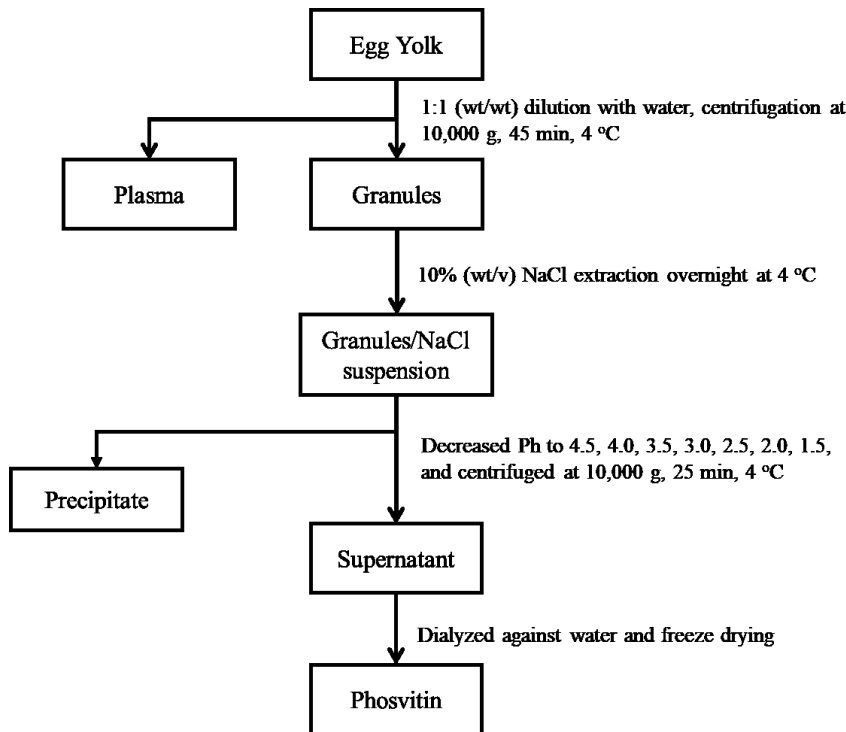 Egg Yolk
1:1 (wt/wt) dilution with water, centrifugation at
10,000 g, 45 min, 4 ºC
Plasma
Granules
10% (wt/v) NaCl extraction overnight at 4 ºC
Granules/NaCl
suspension
Decreased Ph to 4.5, 4.0, 3.5, 3.0, 2.5, 2.0, 1.5,
and centrifuged at 10,000 g, 25 min, 4 ºC
Precipitate
Supernatant
Dialyzed against water and freeze drying
Phosvitin